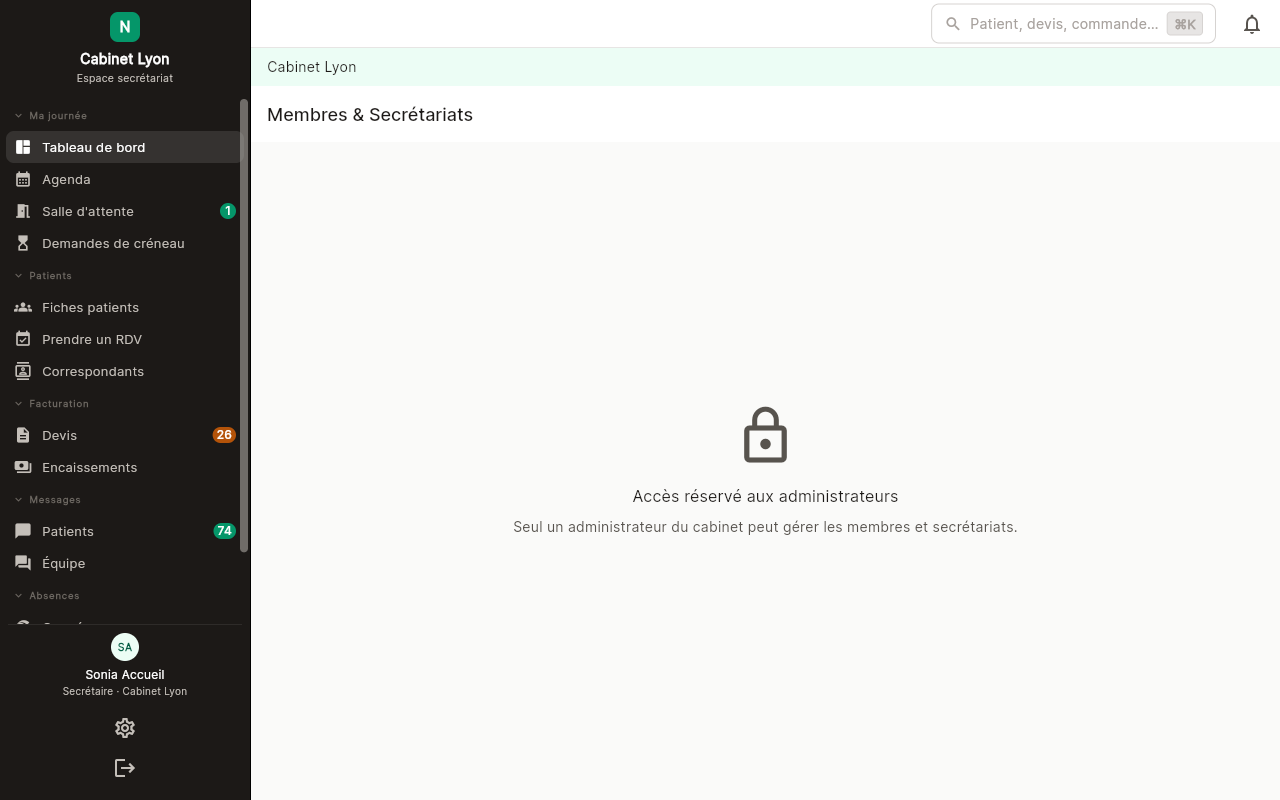 N
Cabinet Lyon
Espace secrétariat
Ma journée
Tableau de bord
Agenda
Salle d'attente 1
Demandes de créneau
Patients
Fiches patients
Prendre un RDV
Correspondants
Facturation
Devis 26
Encaissements
Messages
Patients 74
Équipe
Absences
SA
Sonia Accueil
Secrétaire · Cabinet Lyon
Patient, devis, commande... ⌘K
Cabinet Lyon
Membres & Secrétariats
Accès réservé aux administrateurs
Seul un administrateur du cabinet peut gérer les membres et secrétariats.